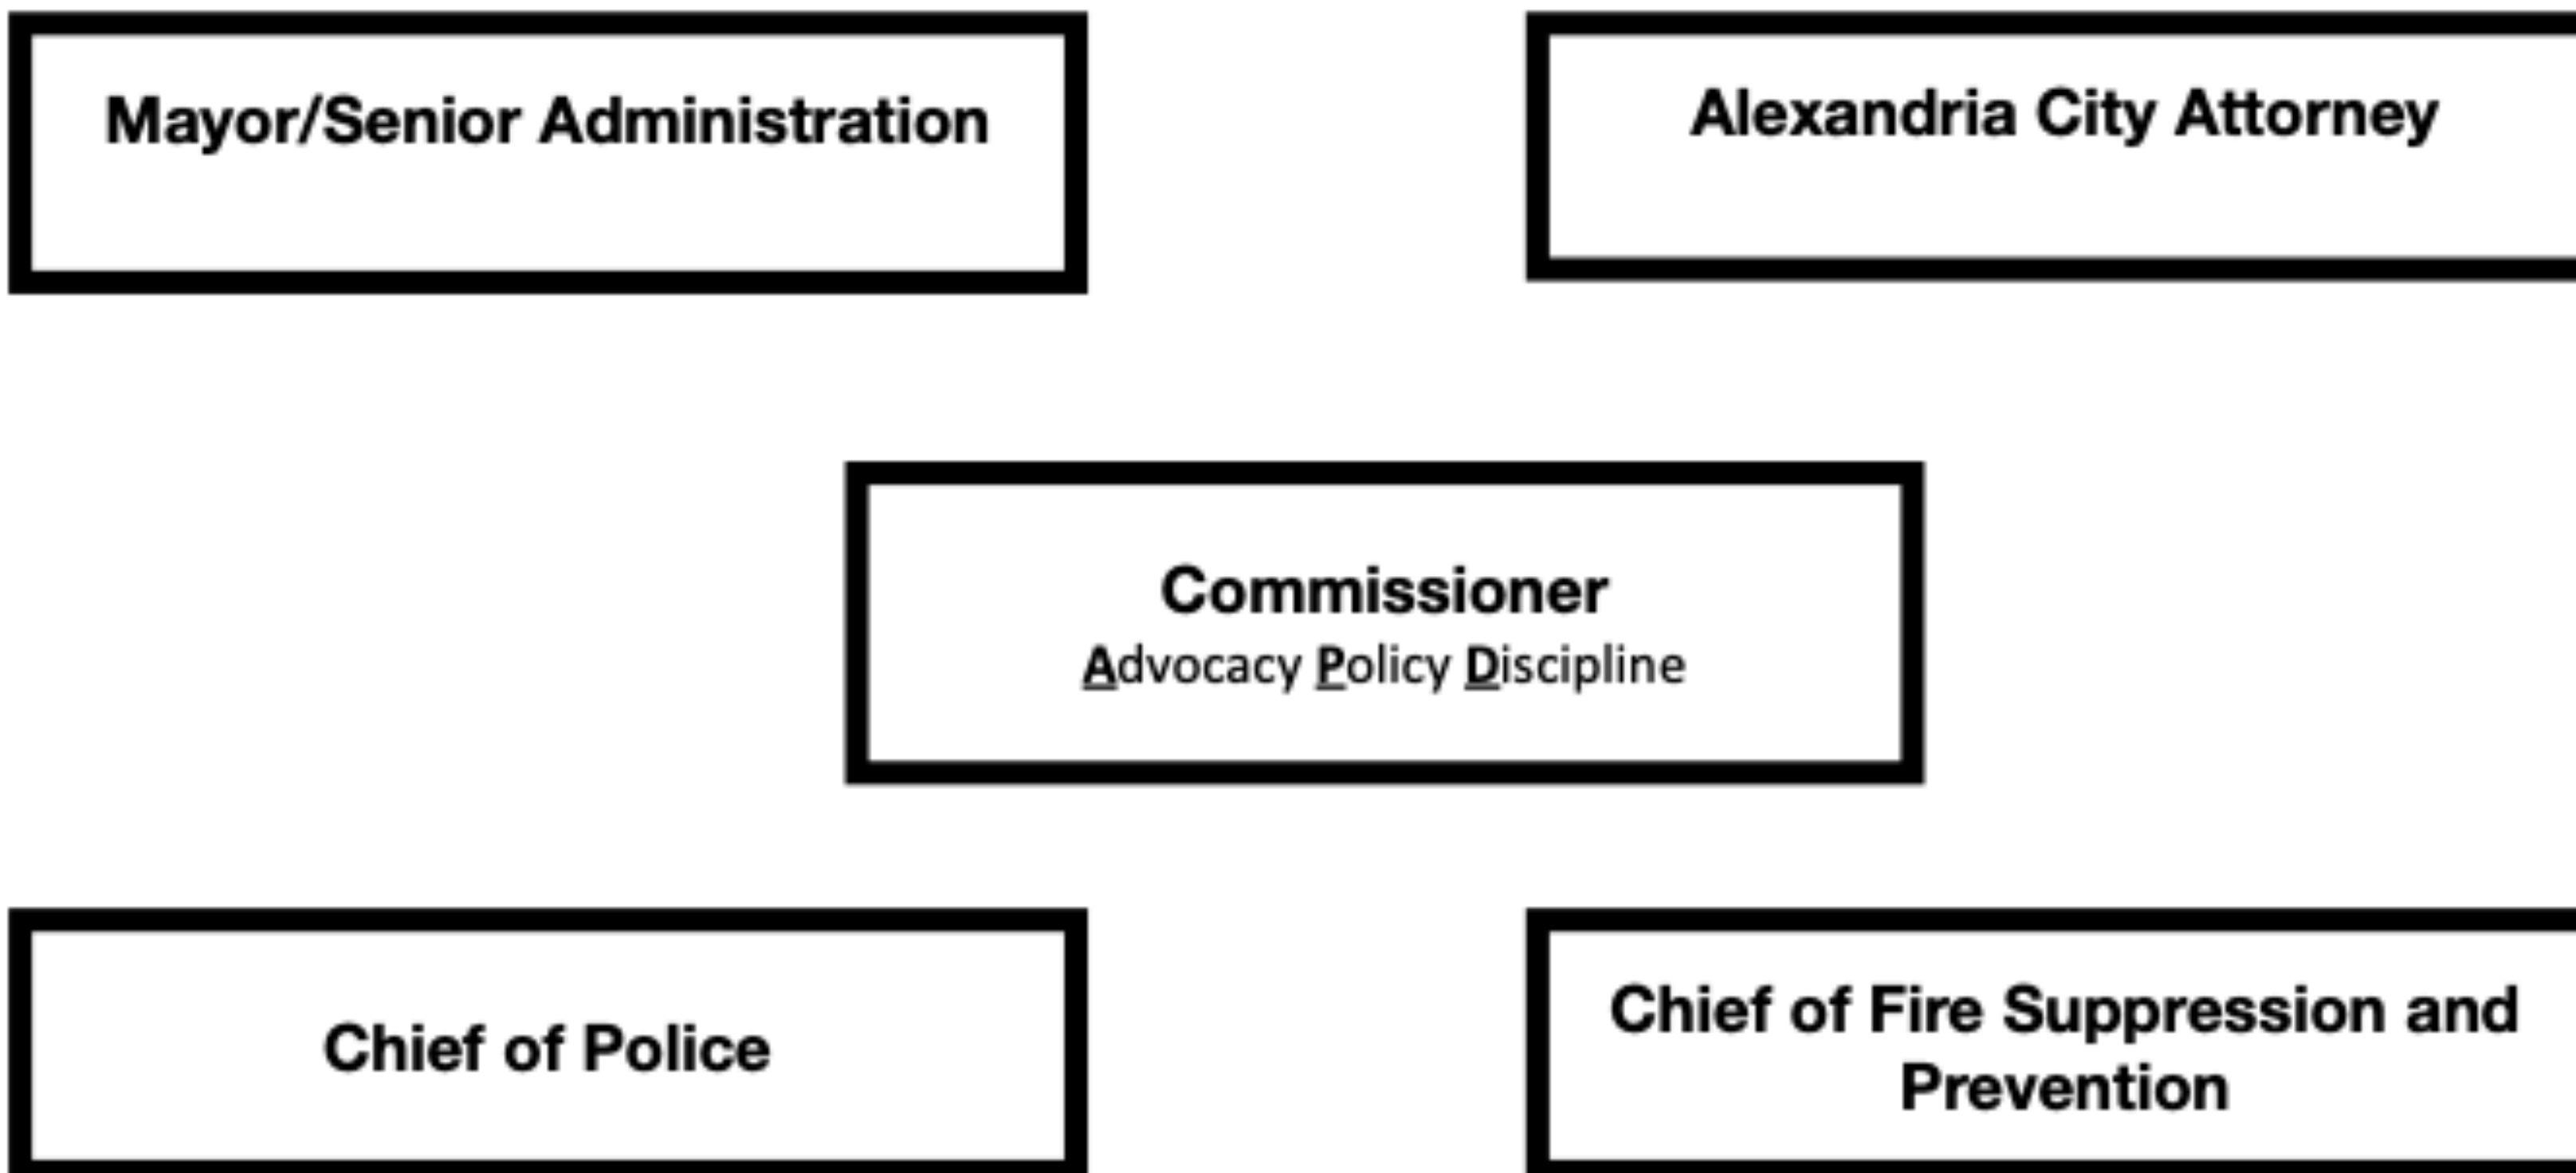 Mayor/Senior Administration
Alexandria City Attorney
Commissioner
Advocacy Policy Discipline
Chief of Police
Chief of Fire Suppression and
Prevention